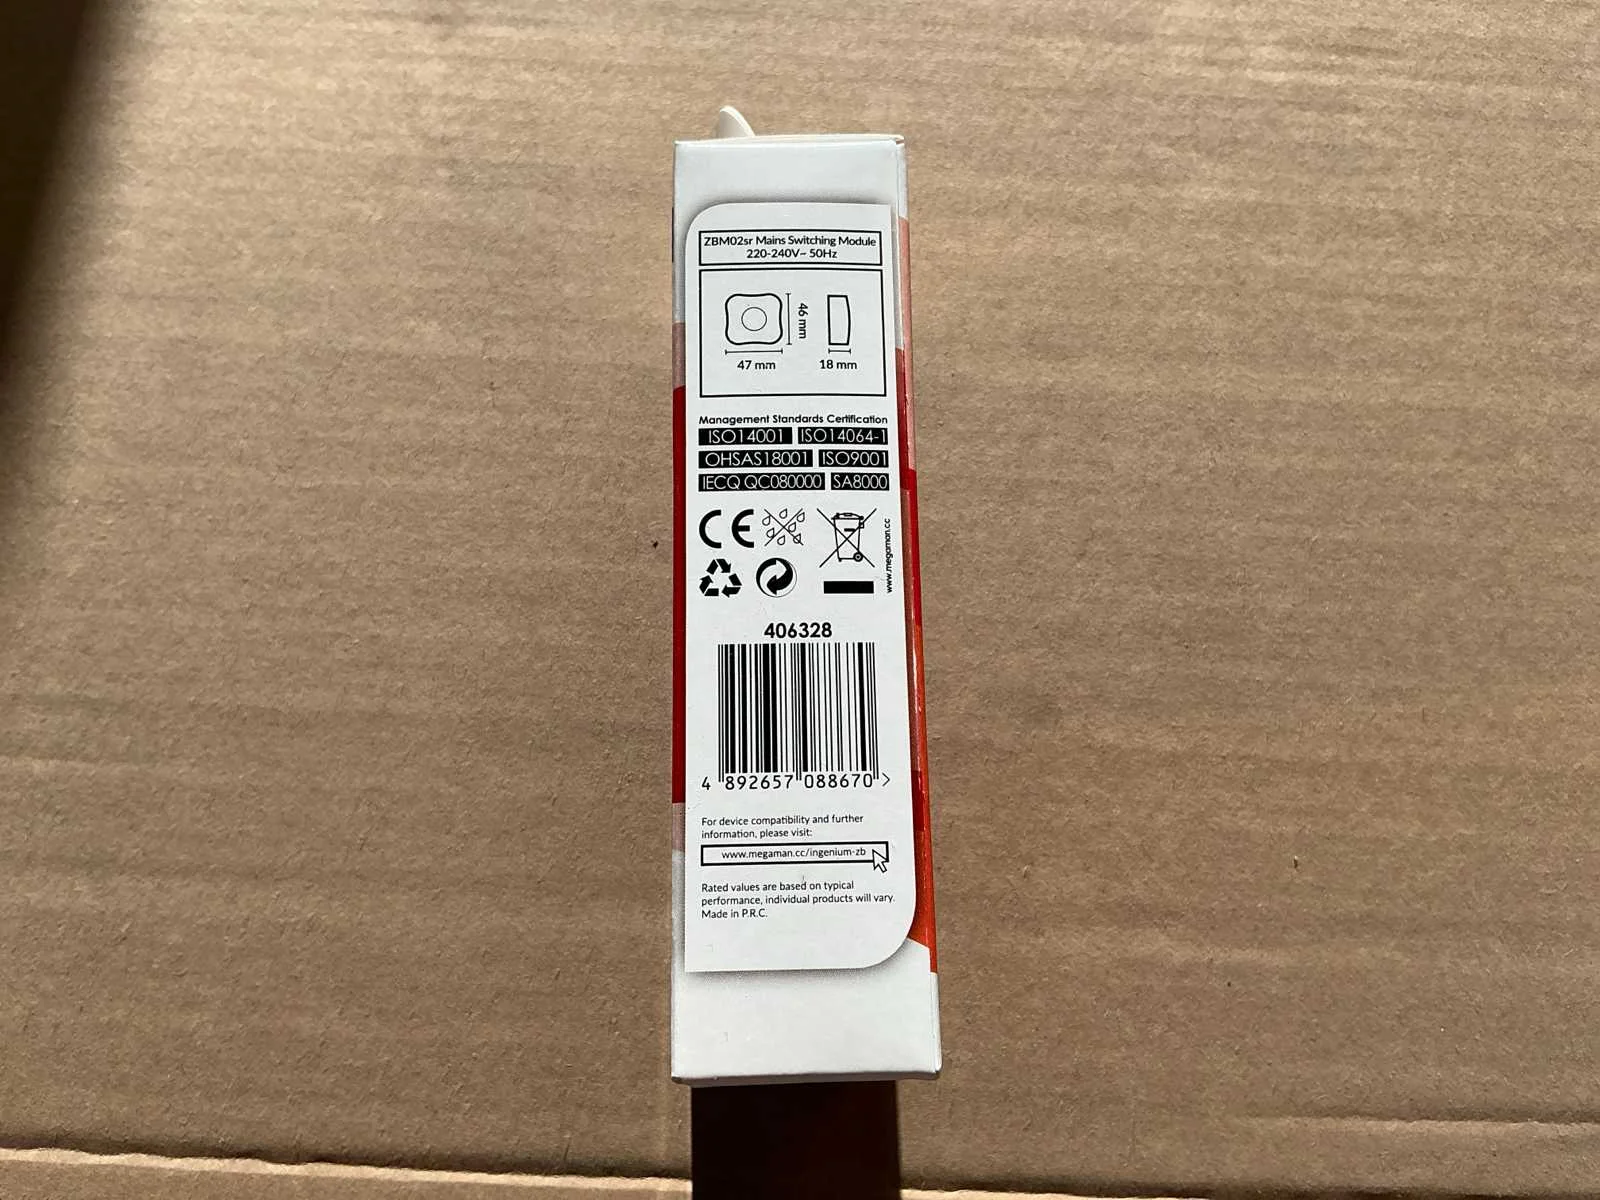 ZBM02sr Mains Switching Module
220-240V~ 50Hz
46 mm
47 mm
18 mm
Management Standards Certification
ISO14001 ISO14064-1
OHSAS18001 ISO9001
IECQ QC080000 SA8000
CE
www.megaman.cc
406328
4 892657 088670 >
For device compatibility and further
information, please visit:
www.megaman.cc/ingenium-zb
Rated values are based on typical
performance, individual products will vary.
Made in P.R.C.